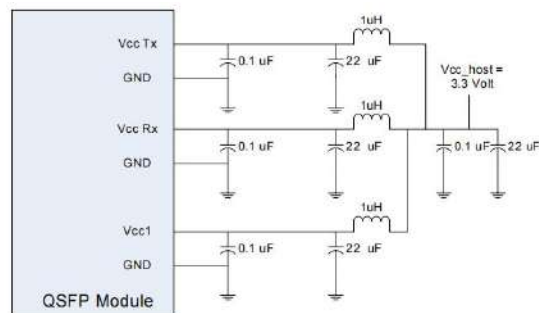 1uH
Vcc Tx
0.1 uF
22 uF
GND
Vcc_host =
3.3 Volt
1uH
Vcc Rx
0.1 uF
22 uF
0.1 uF
22 uF
GND
1uH
Vcc1
0.1 uF
22 uF
GND
QSFP Module